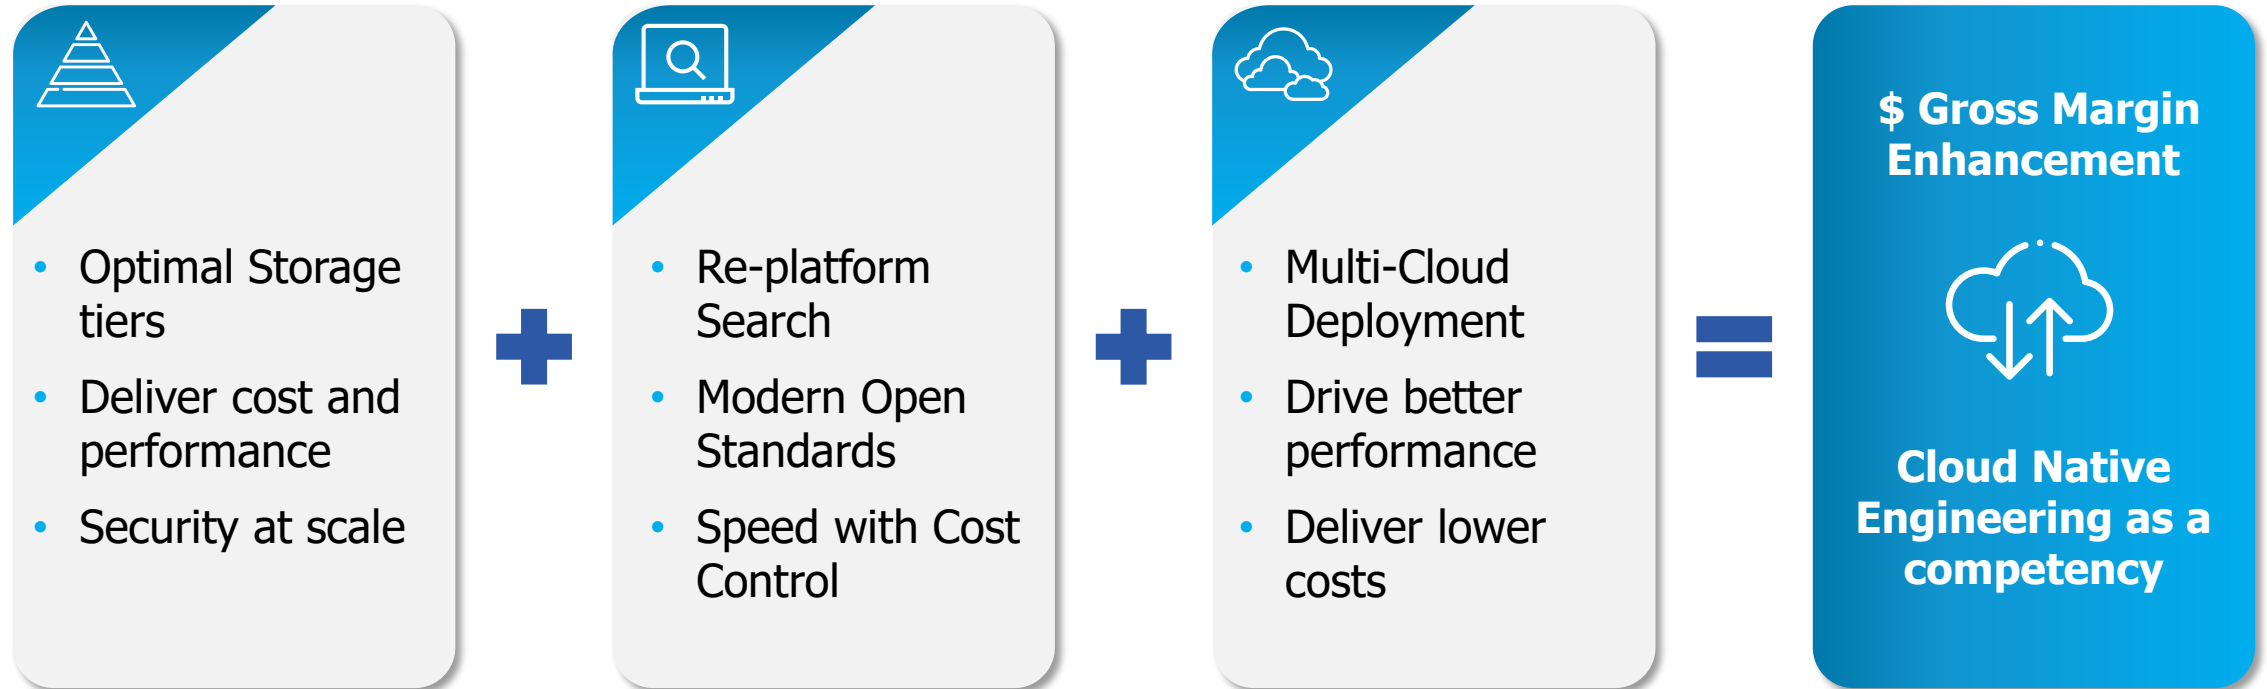 • Optimal Storage
tiers
• Deliver cost and
performance
• Security at scale
• Re-platform
Search
• Modern Open
Standards
• Speed with Cost
Control
• Multi-Cloud
Deployment
• Drive better
performance
• Deliver lower
costs
$ Gross Margin
Enhancement
Cloud Native
Engineering as a
competency